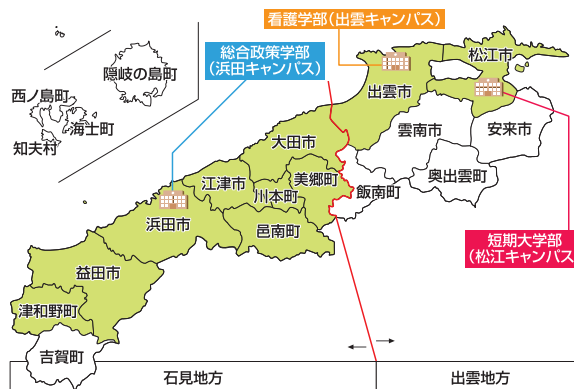 看護学部(出雲キャンパス)
総合政策学部
(浜田キャンパス)
松江市
隠岐の島町
西ノ島町
海士町
知夫村
出雲市
雲南市
安来市
大田市
奥出雲町
飯南町
美郷町
江津市
川本町
浜田市
邑南町
短期大学部
(松江キャンパス
益田市
津和野町
吉賀町
石見地方
出雲地方